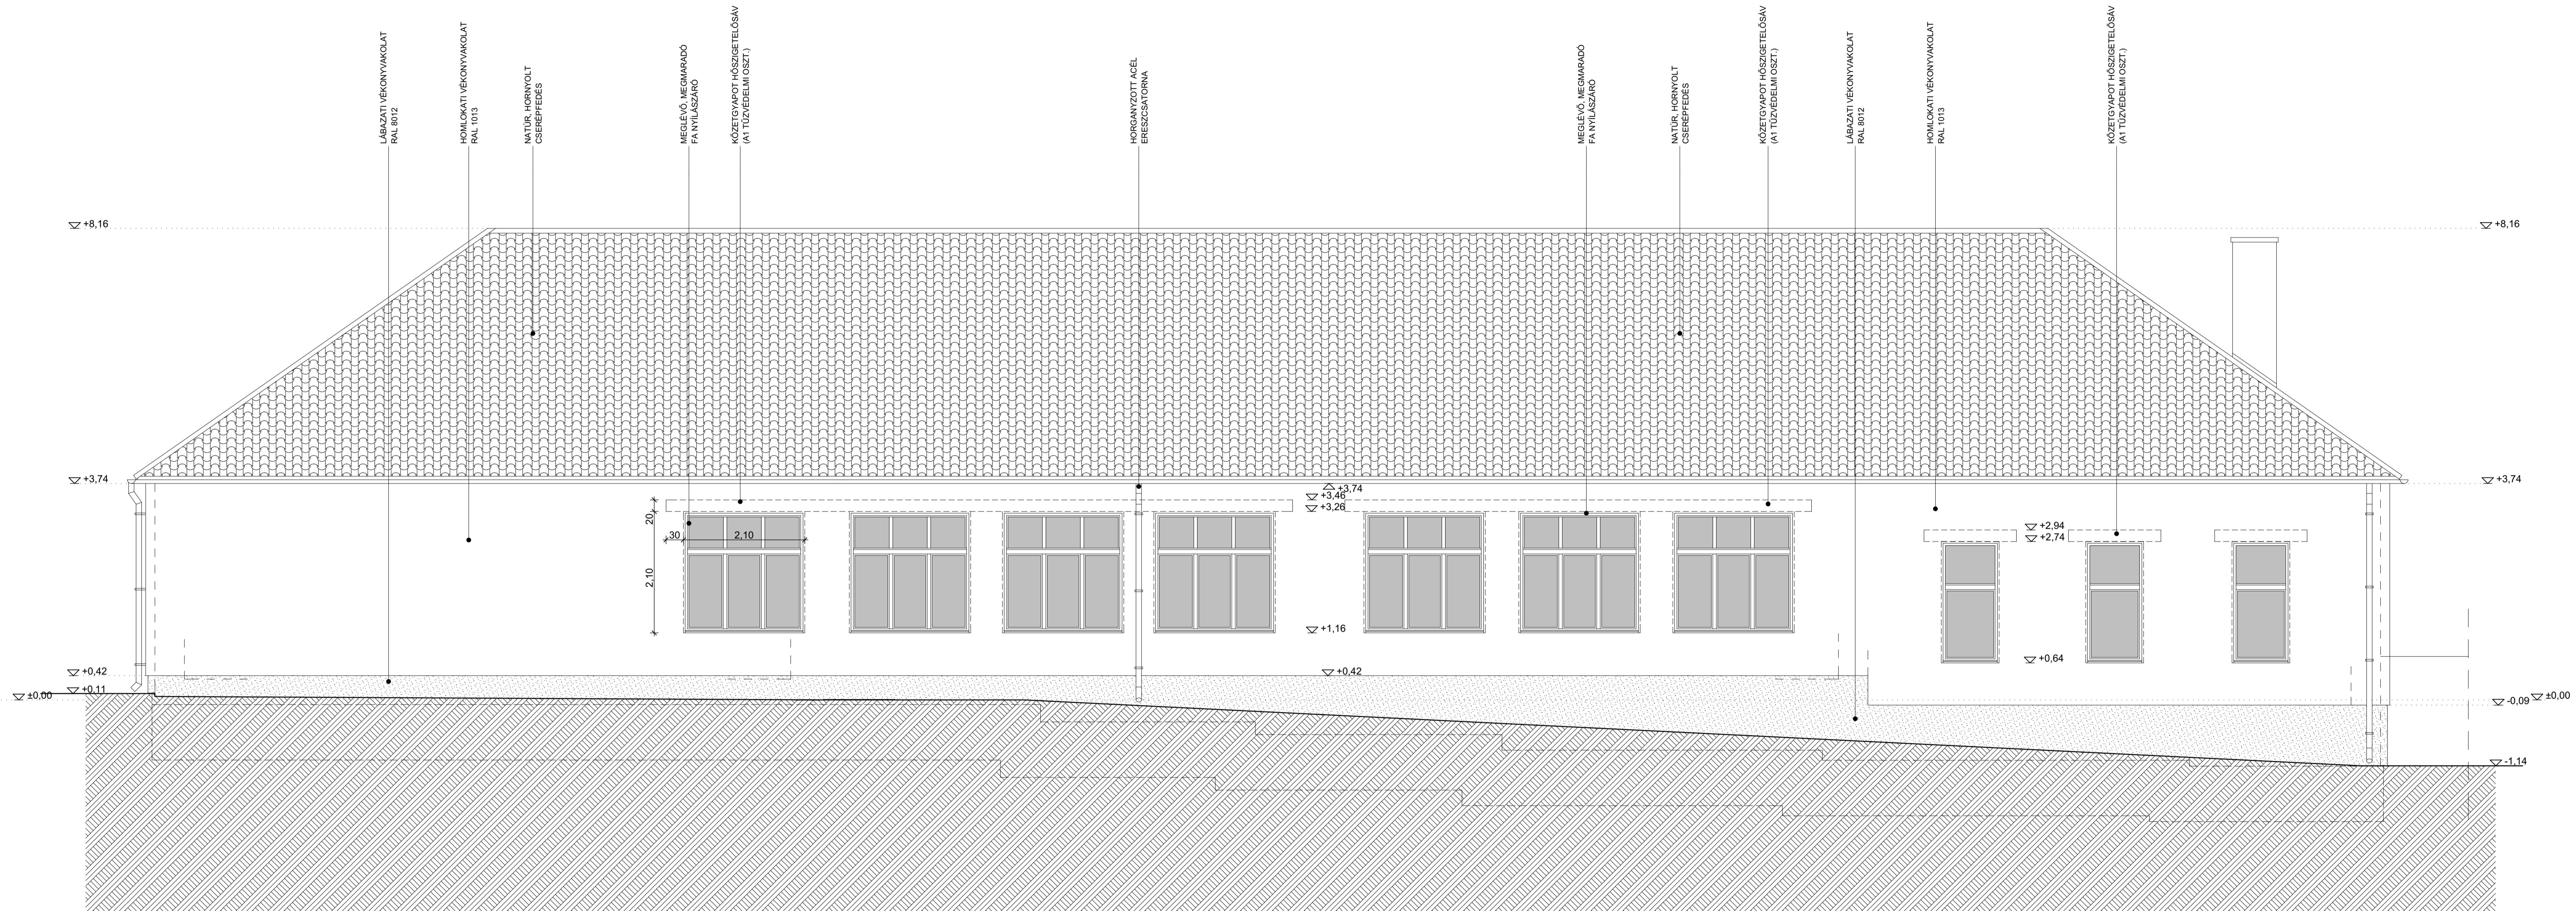 LÁBAZATI VÉKONYVAKOLAT
RAL 8012
HOMLOKATI VÉKONYVAKOLAT
RAL 1013
NATÚR, HORNYOLT
CSERÉPFEDÉS
MEGLÉVŐ, MEGMARADÓ
FA NYÍLÁSZÁRÓ
KŐZETGYAPOT HŐSZIGETELŐSÁV
(A1 TŰZVÉDELMI OSZT.)
HORGANYZOTT ACÉL
ERESZCSATORNA
MEGLÉVŐ, MEGMARADÓ
FA NYÍLÁSZÁRÓ
NATÚR, HORNYOLT
CSERÉPFEDÉS
KŐZETGYAPOT HŐSZIGETELŐSÁV
(A1 TŰZVÉDELMI OSZT.)
LÁBAZATI VÉKONYVAKOLAT
RAL 8012
HOMLOKATI VÉKONYVAKOLAT
RAL 1013
KŐZETGYAPOT HŐSZIGETELŐSÁV
(A1 TŰZVÉDELMI OSZT.)
+8,16
+8,16
+3,74
+3,74
+3,74
+3,46
+3,26
20
30
2,10
2,10
+2,94
+2,74
+1,16
+0,64
+0,42
+0,42
+0,11
±0,00
-0,09
±0,00
-1,14